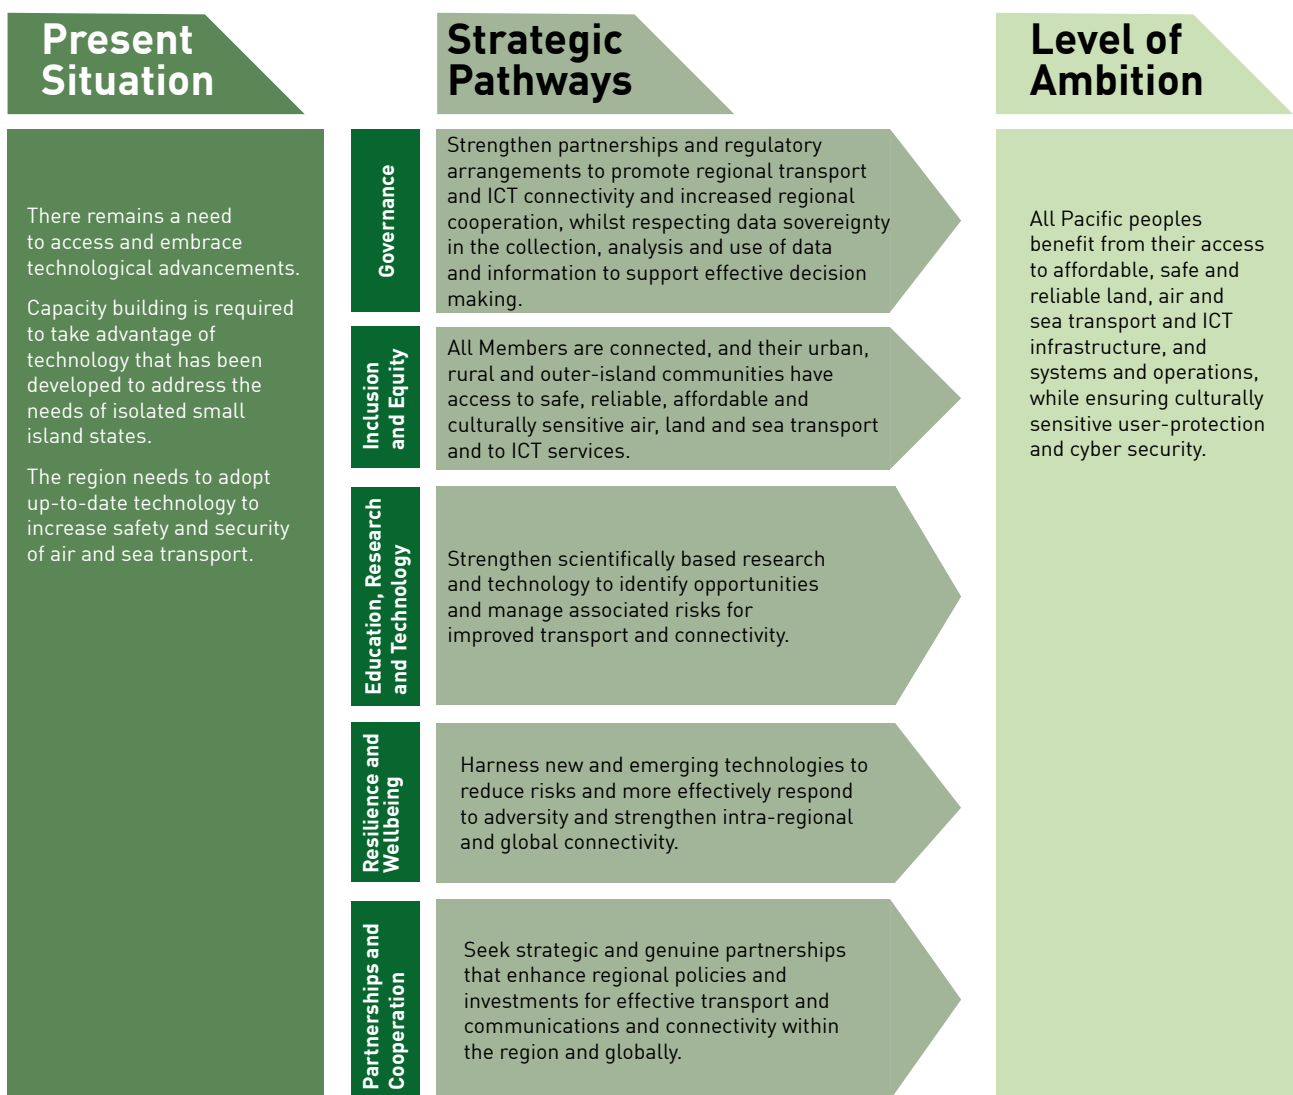 Present
Situation
There remains a need
to access and embrace
technological advancements.
Capacity building is required
to take advantage of
technology that has been
developed to address the
needs of isolated small
island states.
The region needs to adopt
up-to-date technology to
increase safety and security
of air and sea transport.
Strategic
Pathways
Governance
Strengthen partnerships and regulatory
arrangements to promote regional transport
and ICT connectivity and increased regional
cooperation, whilst respecting data sovereignty
in the collection, analysis and use of data
and information to support effective decision
making.
Inclusion
and Equity
All Members are connected, and their urban,
rural and outer-island communities have
access to safe, reliable, affordable and
culturally sensitive air, land and sea transport
and to ICT services.
Education, Research
and Technology
Strengthen scientifically based research
and technology to identify opportunities
and manage associated risks for
improved transport and connectivity.
Resilience and
Wellbeing
Harness new and emerging technologies to
reduce risks and more effectively respond
to adversity and strengthen intra-regional
and global connectivity.
Partnerships and
Cooperation
Seek strategic and genuine partnerships
that enhance regional policies and
investments for effective transport and
communications and connectivity within
the region and globally.
Level of
Ambition
All Pacific peoples
benefit from their access
to affordable, safe and
reliable land, air and
sea transport and ICT
infrastructure, and
systems and operations,
while ensuring culturally
sensitive user-protection
and cyber security.